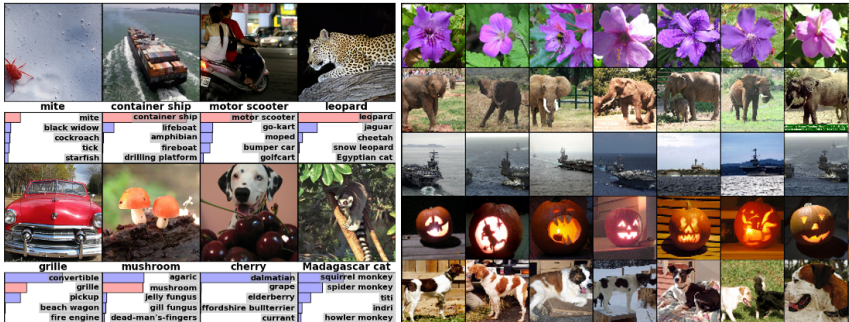 mite container ship motor scooter leopard
mite container ship motor scooter leopard
black widow lifeboat go-kart jaguar
cockroach amphibian moped cheetah
tick fireboat bumper car snow leopard
starfish drilling platform golfcart Egyptian cat
grille mushroom cherry Madagascar cat
convertible agaric dalmatian squirrel monkey
grille mushroom grape spider monkey
pickup jelly fungus elderberry titi
beach wagon gill fungus ffordshire bullterrier indri
fire engine dead-man's-fingers currant howler monkey